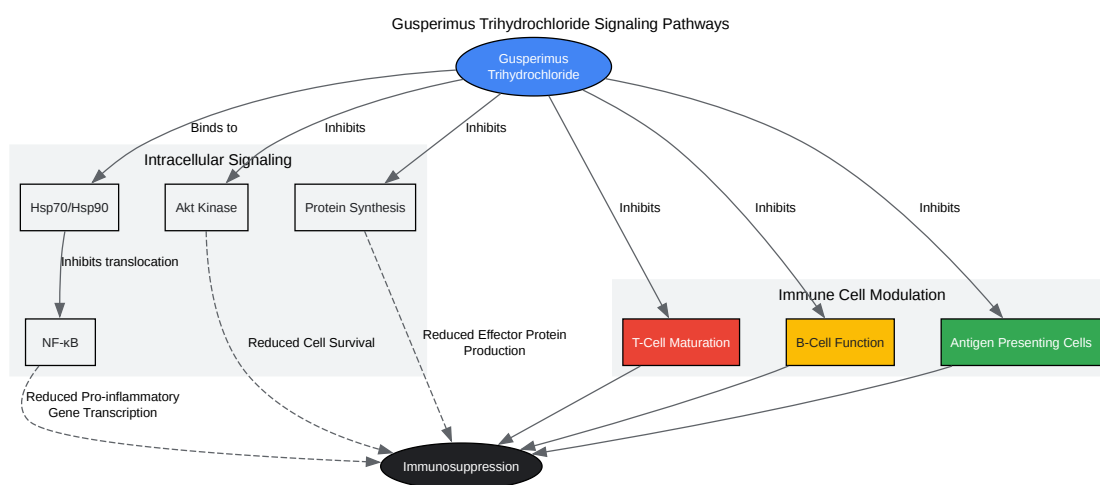 Gusperimus Trihydrochloride Signaling Pathways
Gusperimus
Trihydrochloride
Binds to
Inhibits
Inhibits
Intracellular Signaling
Hsp70/Hsp90
Akt Kinase
Protein Synthesis
Inhibits
Inhibits
Inhibits
Inhibits translocation
Immune Cell Modulation
NF-κB
Reduced Cell Survival
Reduced Effector Protein
Production
T-Cell Maturation
B-Cell Function
Antigen Presenting Cells
Reduced Pro-inflammatory
Gene Transcription
Immunosuppression